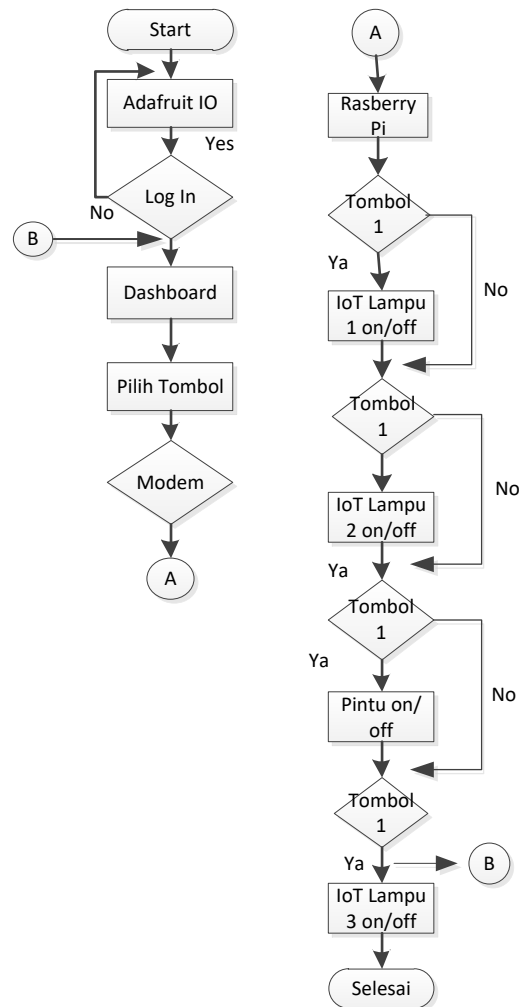 Start
Adafruit IO
Yes
Log In
No
B
Dashboard
Pilih Tombol
Modem
A
A
Rasberry
Pi
Tombol
1
Ya
No
IoT Lampu
1 on/off
Tombol
1
No
IoT Lampu
2 on/off
Ya
Tombol
1
Ya
No
Pintu on/
off
Tombol
1
Ya
B
IoT Lampu
3 on/off
Selesai